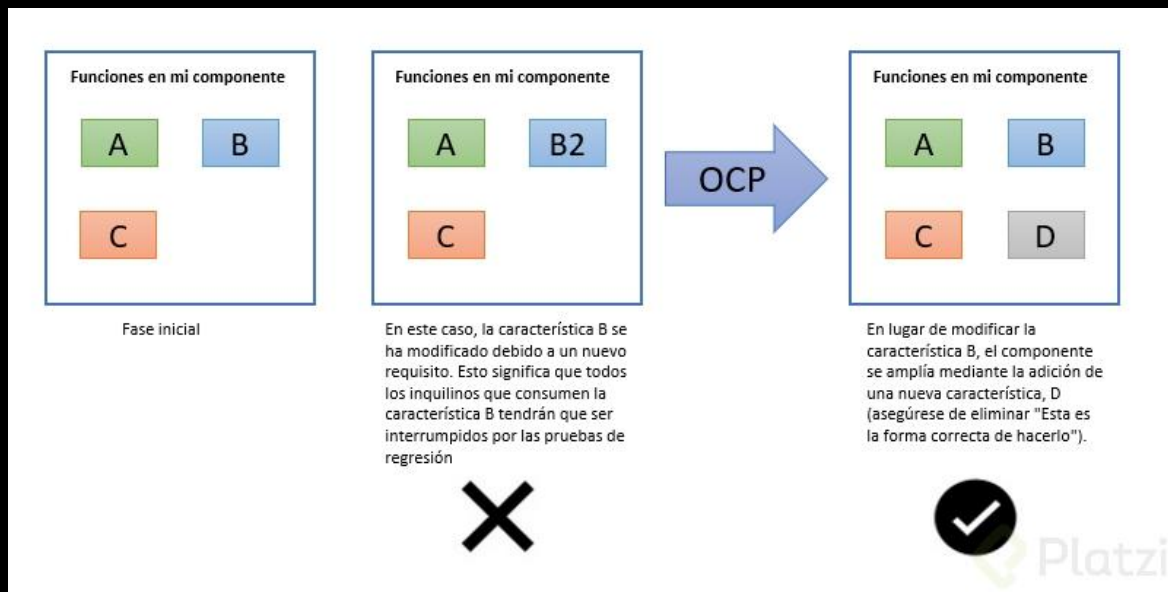 Funciones en mi componente
A
B
C
Fase inicial
Funciones en mi componente
A
B2
C
En este caso, la característica B se
ha modificado debido a un nuevo
requisito. Esto significa que todos
los inquilinos que consumen la
característica B tendrán que ser
interrumpidos por las pruebas de
regresión
OCP
Funciones en mi componente
A
B
C
D
En lugar de modificar la
característica B, el componente
se amplía mediante la adición de
una nueva característica, D
(asegúrese de eliminar "Esta es
la forma correcta de hacerlo").
Platzi